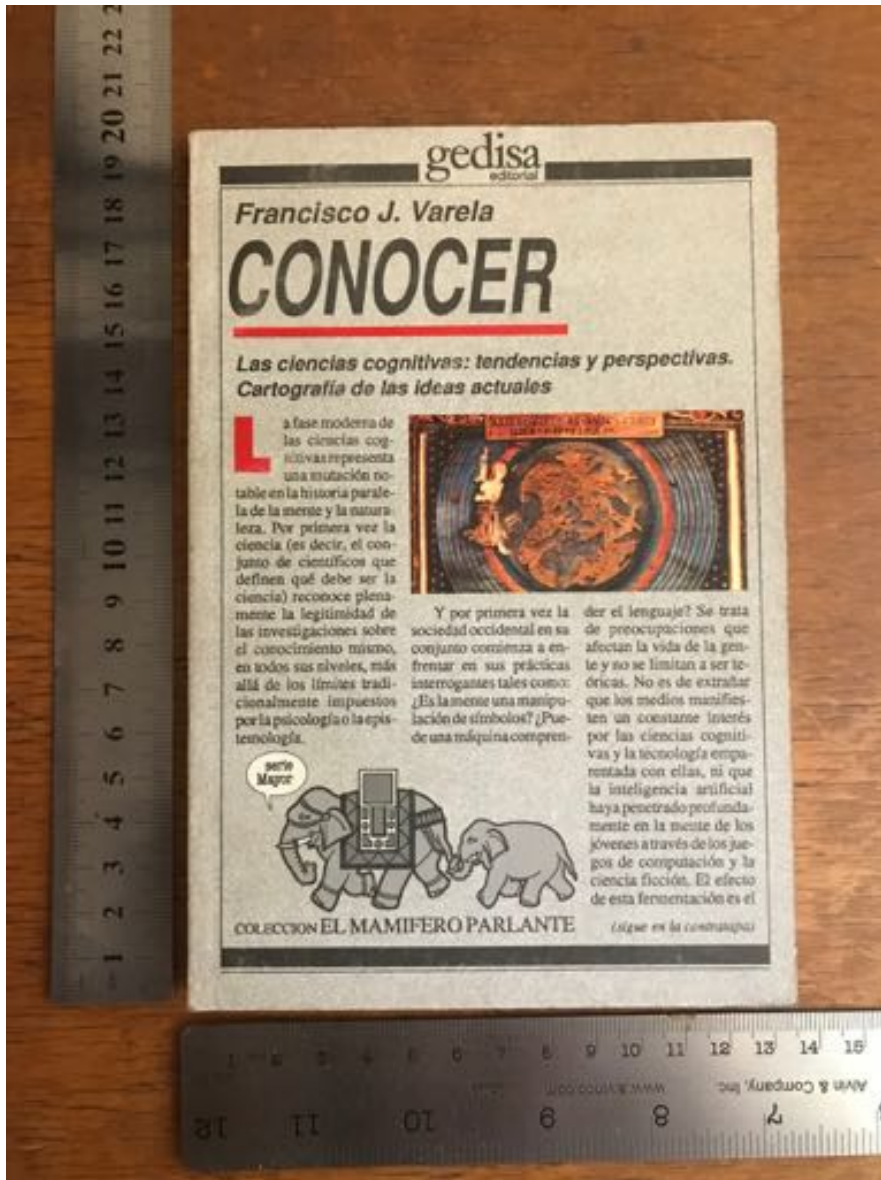 gedisa
editorial
Francisco J. Varela
CONOCER
Las ciencias cognitivas: tendencias y perspectivas.
Cartografía de las ideas actuales
La fase moderna de
las ciencias cog-
nitivas representa
una mutación no-
table en la historia parale-
la de la mente y la natura-
leza. Por primera vez la
ciencia (es decir, el con-
junto de científicos que
definen qué debe ser la
ciencia) reconoce plena-
mente la legitimidad de
las investigaciones sobre
el conocimiento mismo,
en todos sus niveles, más
allá de los límites tradi-
cionalmente impuestos
por la psicología o la epis-
temología.
Y por primera vez la
sociedad occidental en su
conjunto comienza a en-
frentar en sus prácticas
interrogantes tales como:
¿Es la mente una manipu-
lación de símbolos? ¿Pue-
de una máquina compren-
der el lenguaje? Se trata
de preocupaciones que
afectan la vida de la gen-
te y no se limitan a ser te-
óricas. No es de extrañar
que los medios manifies-
ten un constante interés
por las ciencias cogniti-
vas y la tecnología empa-
rentada con ellas, ni que
la inteligencia artificial
haya penetrado profunda-
mente en la mente de los
jóvenes a través de los jue-
gos de computación y la
ciencia ficción. El efecto
de esta fermentación es el
(sigue en la contratapa)
serie
Mayor
COLECCION EL MAMIFERO PARLANTE
22
21
20
19
18
17
16
15
14
13
12
11
10
9
8
7
6
5
4
3
2
1
1 2 3 4 5 6 7 8 9 10 11 12 13 14 15
Alvin & Company, Inc.
12 11 10 9 8 7